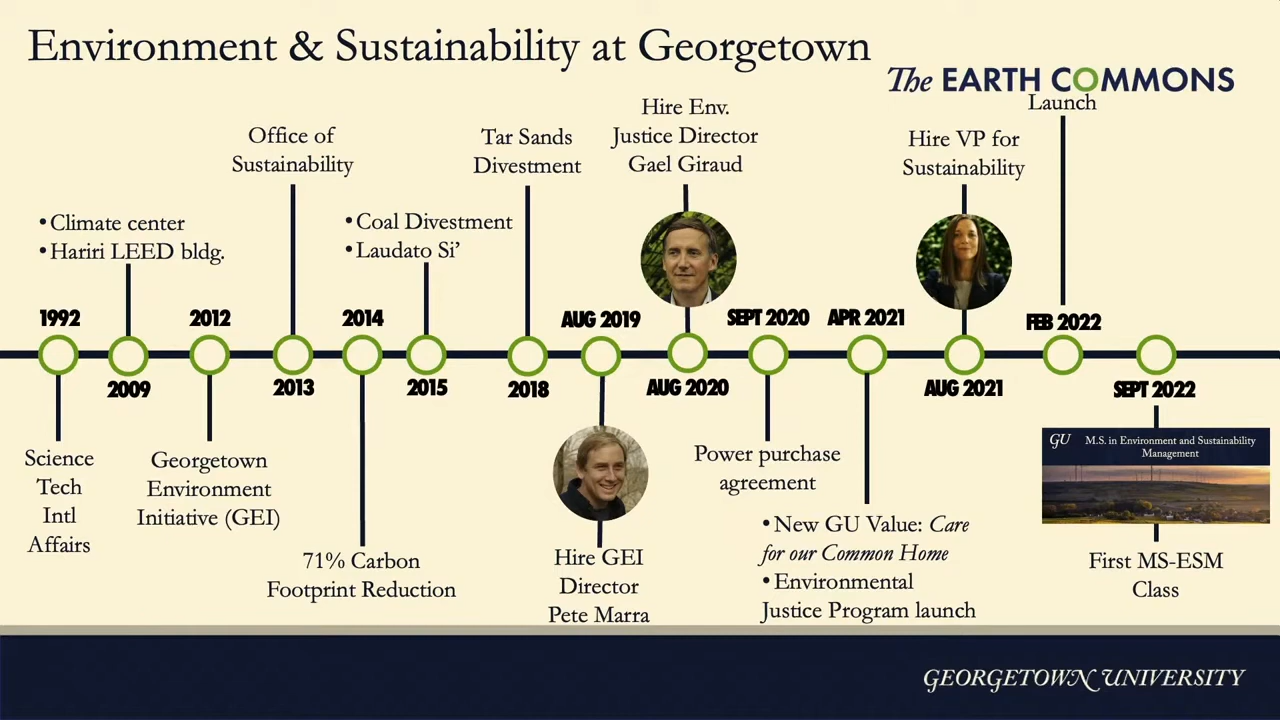 Environment & Sustainability at Georgetown
The EARTH COMMONS
Launch
Hire Env.
Justice Director
Gael Giraud
Office of
Sustainability
Tar Sands
Divestment
Hire VP for
Sustainability
• Climate center
• Hariri LEED bldg.
• Coal Divestment
• Laudato Si’
1992
2009
2012
2013
2014
2015
2018
AUG 2019
AUG 2020
SEPT 2020
APR 2021
AUG 2021
FEB 2022
SEPT 2022
Science
Tech
Intl
Affairs
Georgetown
Environment
Initiative (GEI)
71% Carbon
Footprint Reduction
Hire GEI
Director
Pete Marra
Power purchase
agreement
• New GU Value: Care
for our Common Home
• Environmental
Justice Program launch
GU M.S. in Environment and Sustainability
Management
First MS-ESM
Class
GEORGETOWN UNIVERSITY